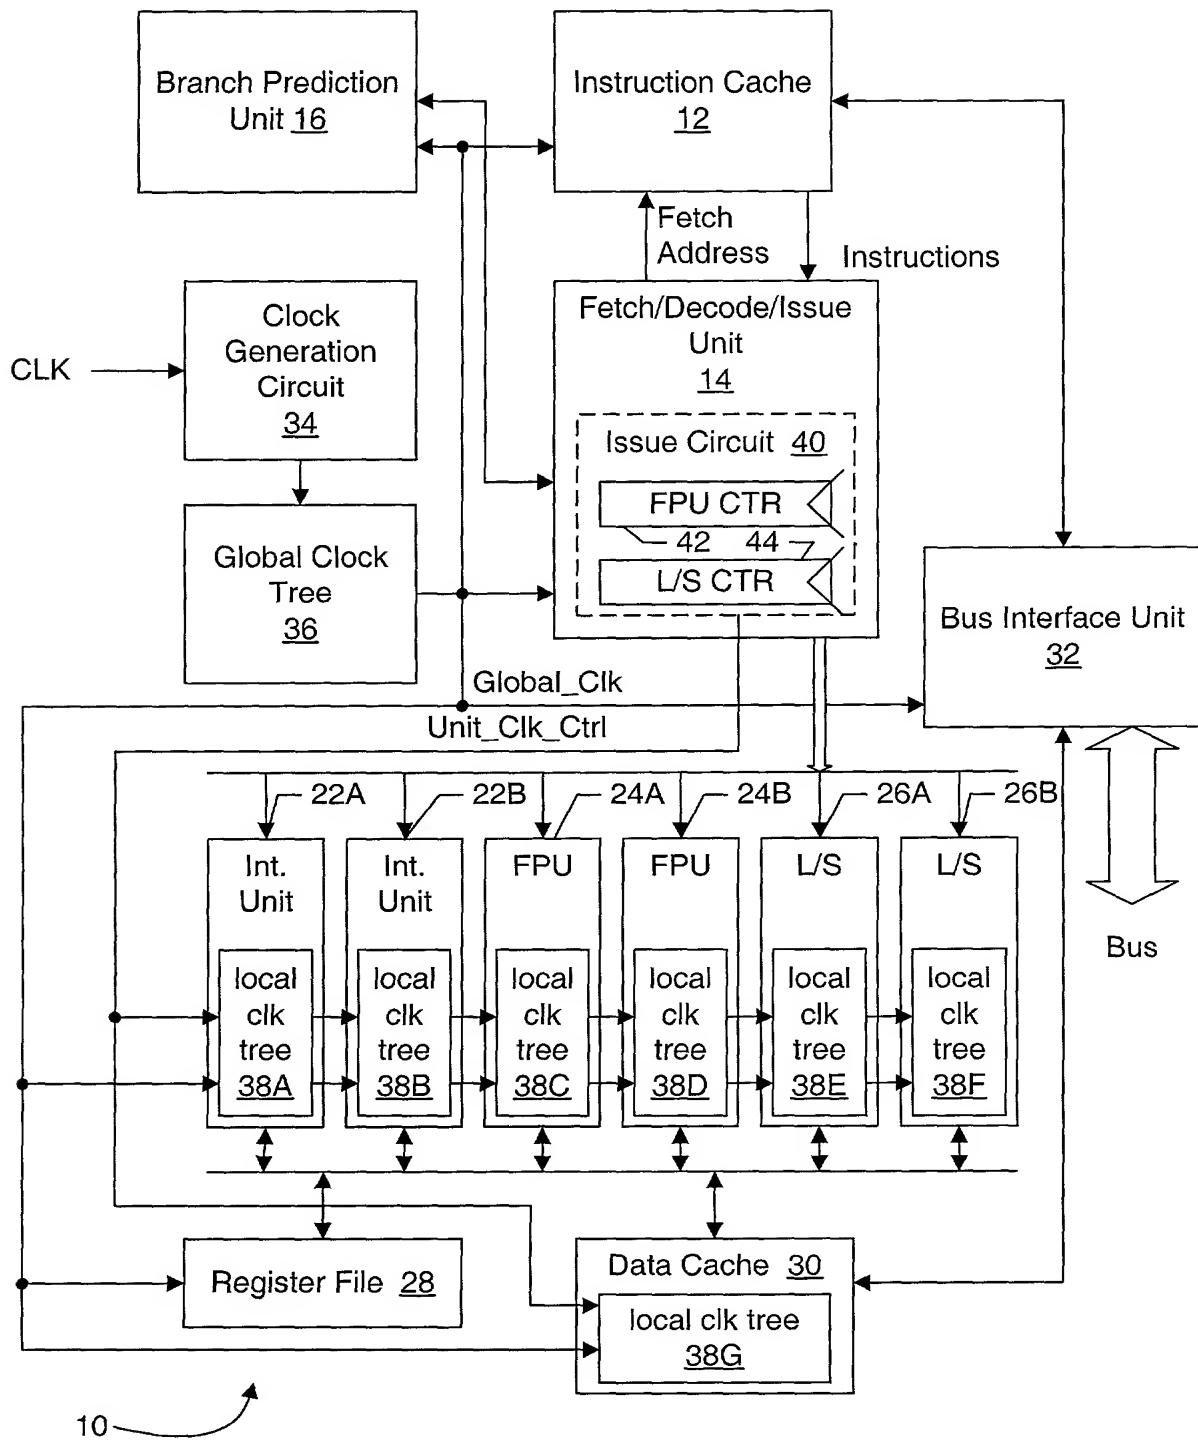 Branch Prediction
Unit 16
Instruction Cache
12
Fetch
Address
Instructions
Clock
Generation
Circuit
34
CLK
Fetch/Decode/Issue
Unit
14
Issue Circuit 40
FPU CTR
42 44
L/S CTR
Global Clock
Tree
36
Bus Interface Unit
32
Global_Clk
Unit_Clk_Ctrl
22A
22B
24A
24B
26A
26B
Int.
Unit
Int.
Unit
FPU
FPU
L/S
L/S
Bus
local
clk
tree
38A
local
clk
tree
38B
local
clk
tree
38C
local
clk
tree
38D
local
clk
tree
38E
local
clk
tree
38F
Register File 28
Data Cache 30
local clk tree
38G
10